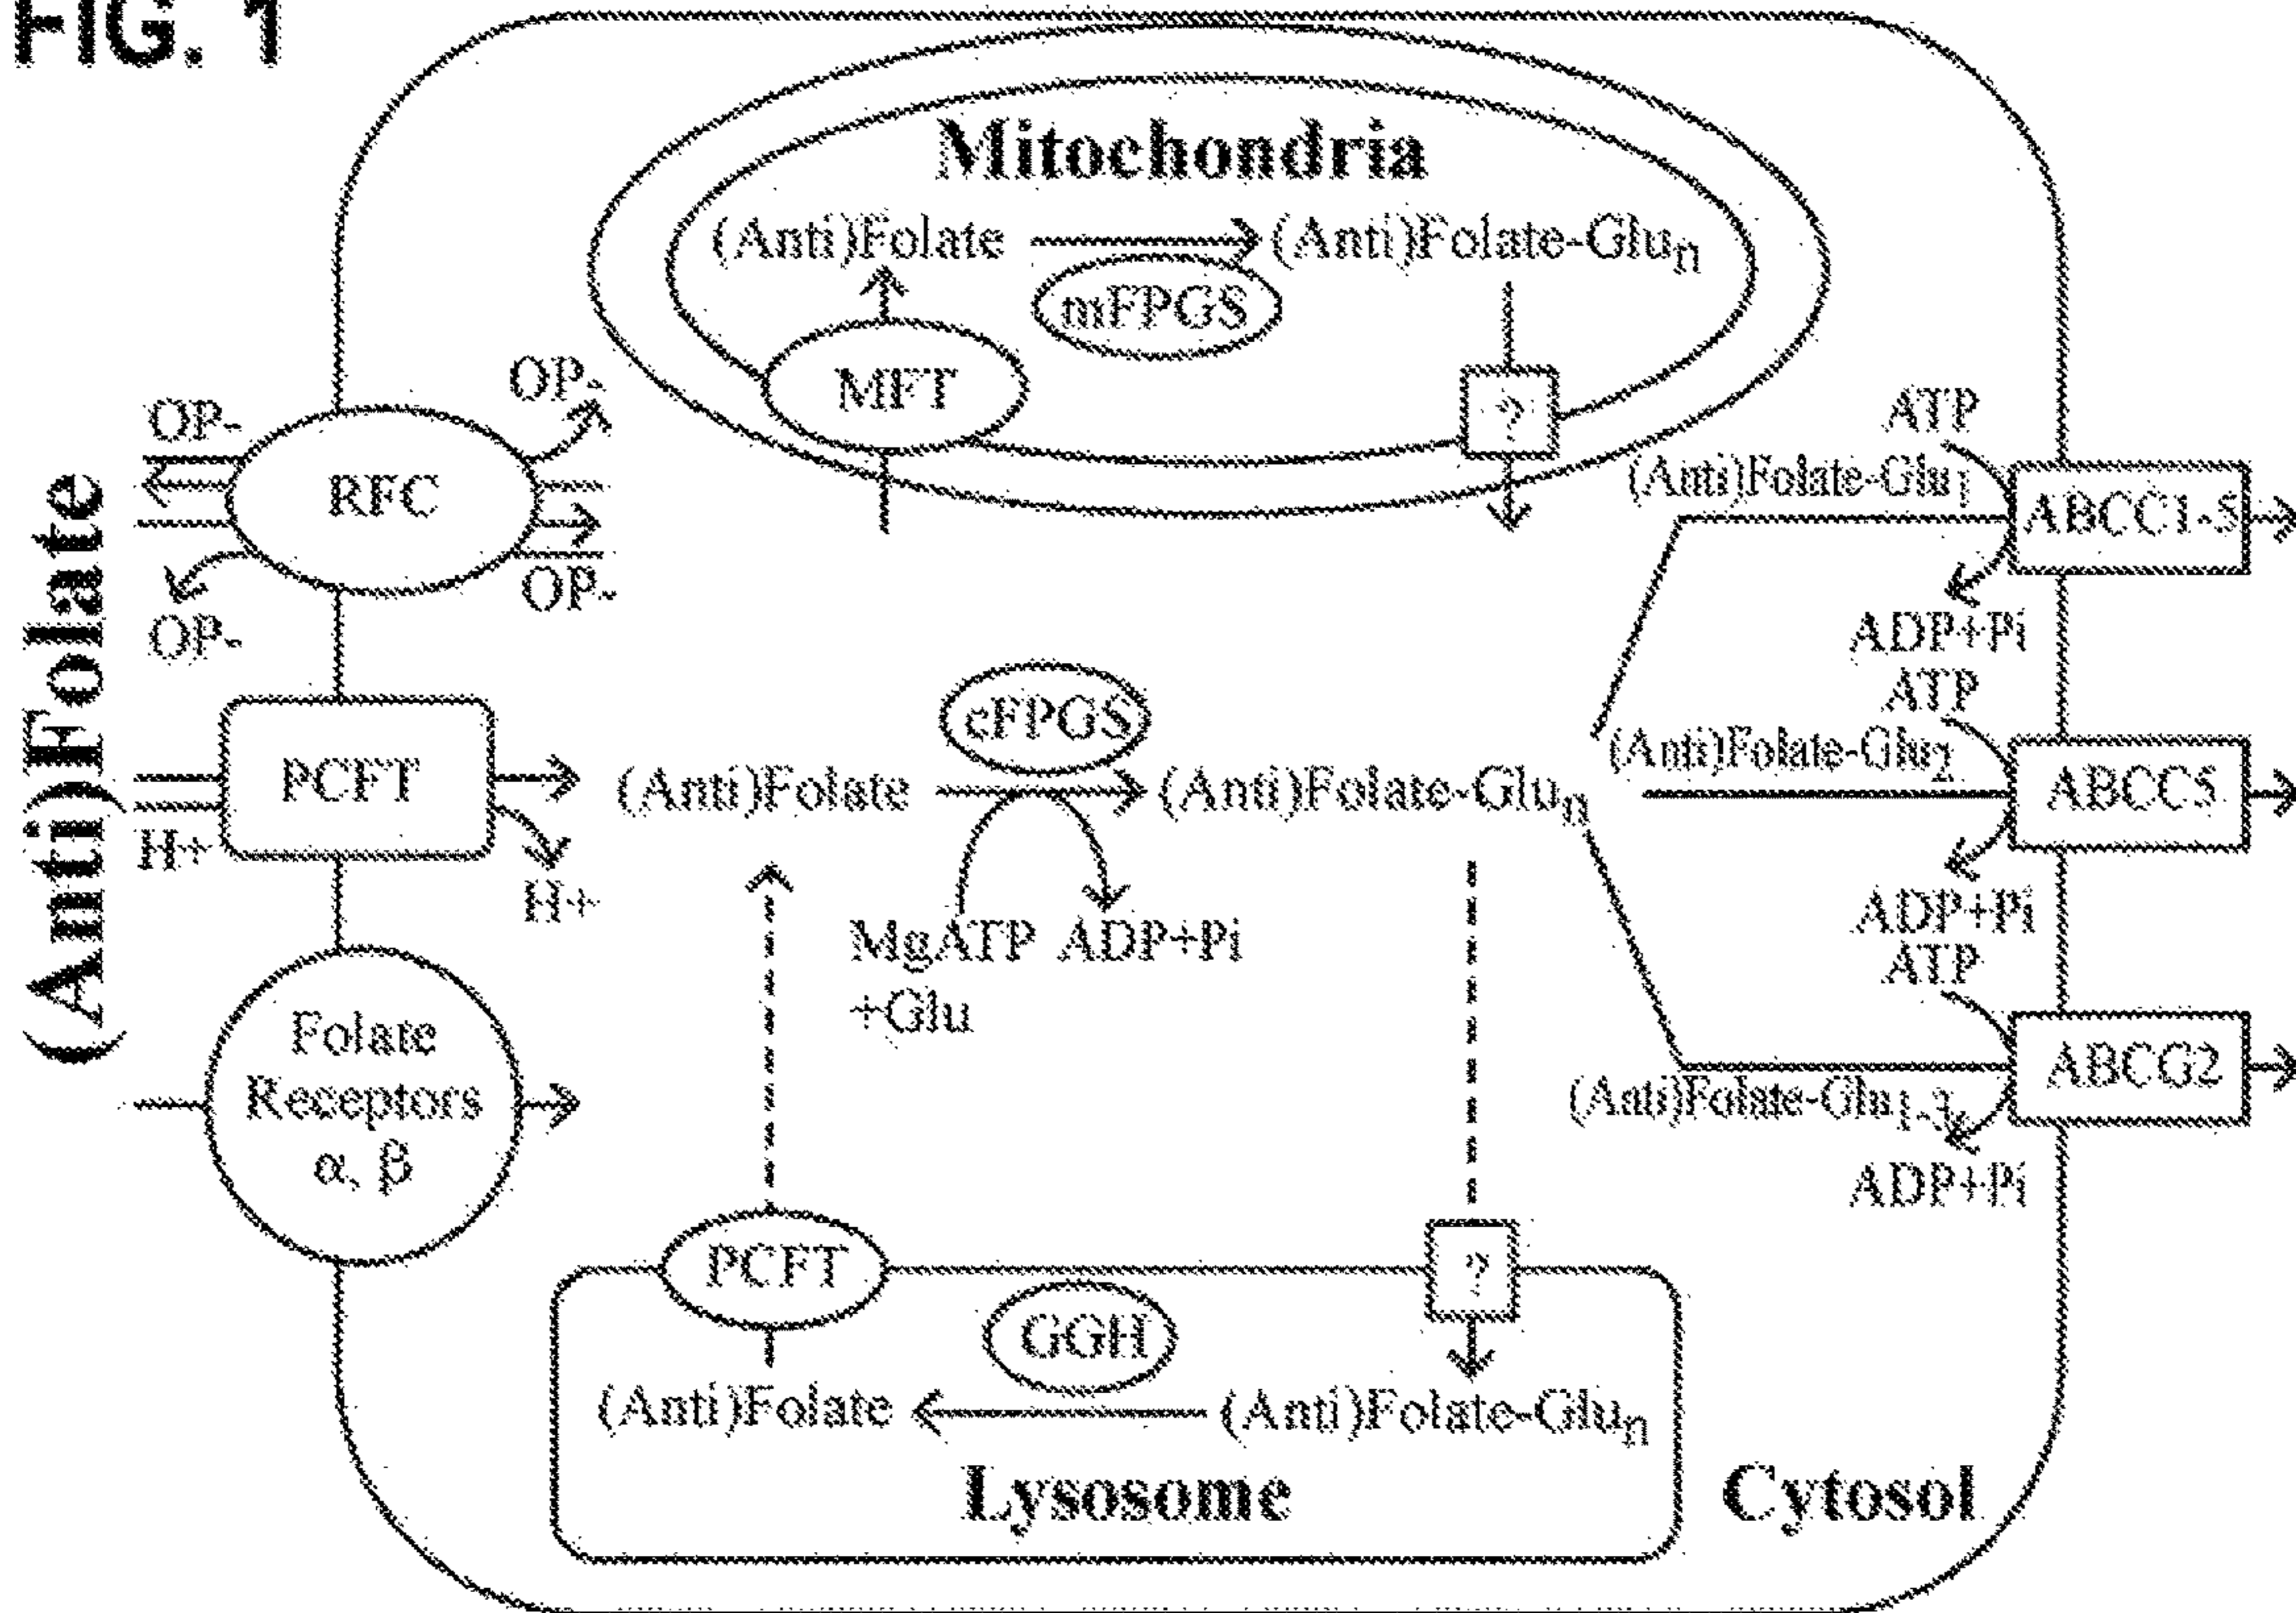 FIG. 1
(Anti)Folate
Mitochondria
(Anti)Folate
(Anti)Folate-Glun
mFPGS
MFT
?
OP-
OP-
RFC
OP-
OP-
PCFT
H+
H+
Folate
Receptors
α, β
cFPGS
(Anti)Folate
(Anti)Folate-Glun
MgATP ADP+Pi
+Glu
ATP
(Anti)Folate-Glu1
ABCC1-5
ADP+Pi
ATP
(Anti)Folate-Glu2
ABCC5
ADP+Pi
ATP
ABCG2
(Anti)Folate-Glu1-3
ADP+Pi
PCFT
?
GGH
(Anti)Folate
(Anti)Folate-Glun
Lysosome
Cytosol